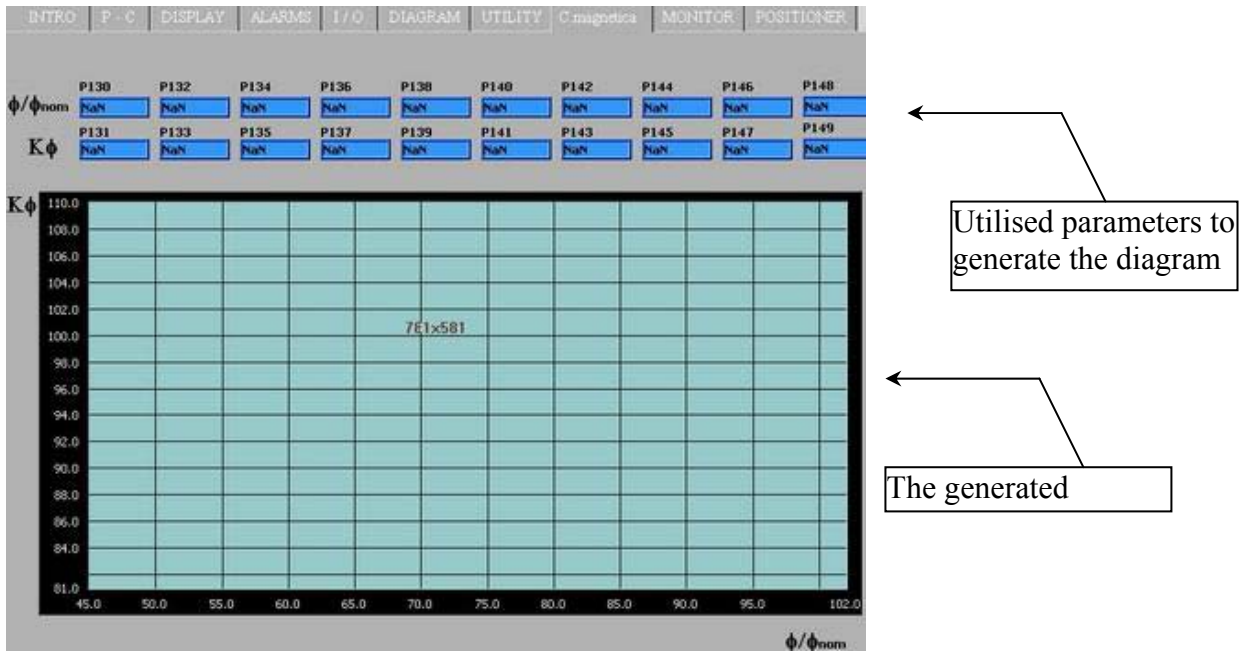 INTRO P - C DISPLAY ALARMS I / O DIAGRAM UTILITY C.magnetica MONITOR POSITIONER
P130 P132 P134 P136 P138 P140 P142 P144 P146 P148
ϕ/ϕnom NaN NaN NaN NaN NaN NaN NaN NaN NaN NaN
P131 P133 P135 P137 P139 P141 P143 P145 P147 P149
Kϕ NaN NaN NaN NaN NaN NaN NaN NaN NaN NaN
Utilised parameters to
generate the diagram
Kϕ 110.0
108.0
106.0
104.0
102.0
100.0 7E1x581
98.0
96.0
94.0
92.0
90.0
88.0
86.0
84.0
81.0
The generated
45.0 50.0 55.0 60.0 65.0 70.0 75.0 80.0 85.0 90.0 95.0 102.0
ϕ/ϕnom